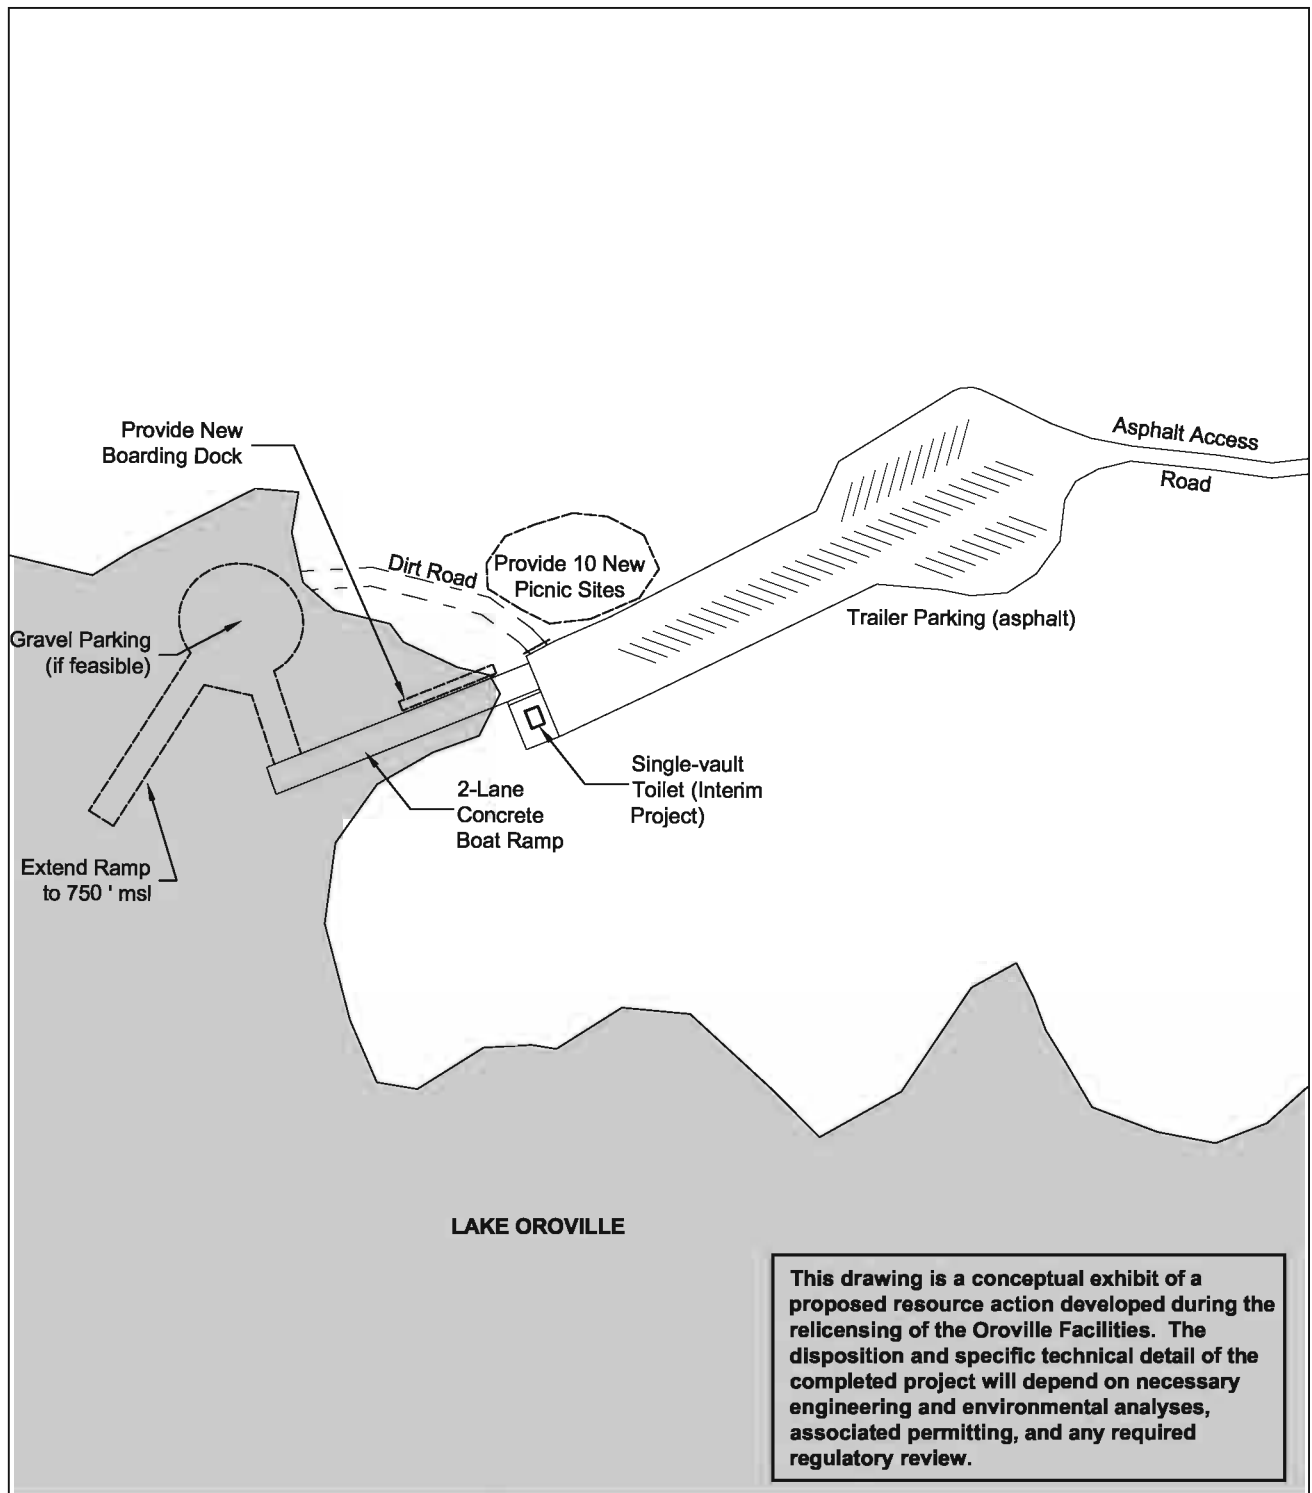 Provide New
Boarding Dock
Asphalt Access
Road
Dirt Road
Provide 10 New
Picnic Sites
Trailer Parking (asphalt)
Gravel Parking
(if feasible)
Single-vault
Toilet (Interim
Project)
2-Lane
Concrete
Boat Ramp
Extend Ramp
to 750 ' msl
LAKE OROVILLE
This drawing is a conceptual exhibit of a
proposed resource action developed during the
relicensing of the Oroville Facilities.  The
disposition and specific technical detail of the
completed project will depend on necessary
engineering and environmental analyses,
associated permitting, and any required
regulatory review.